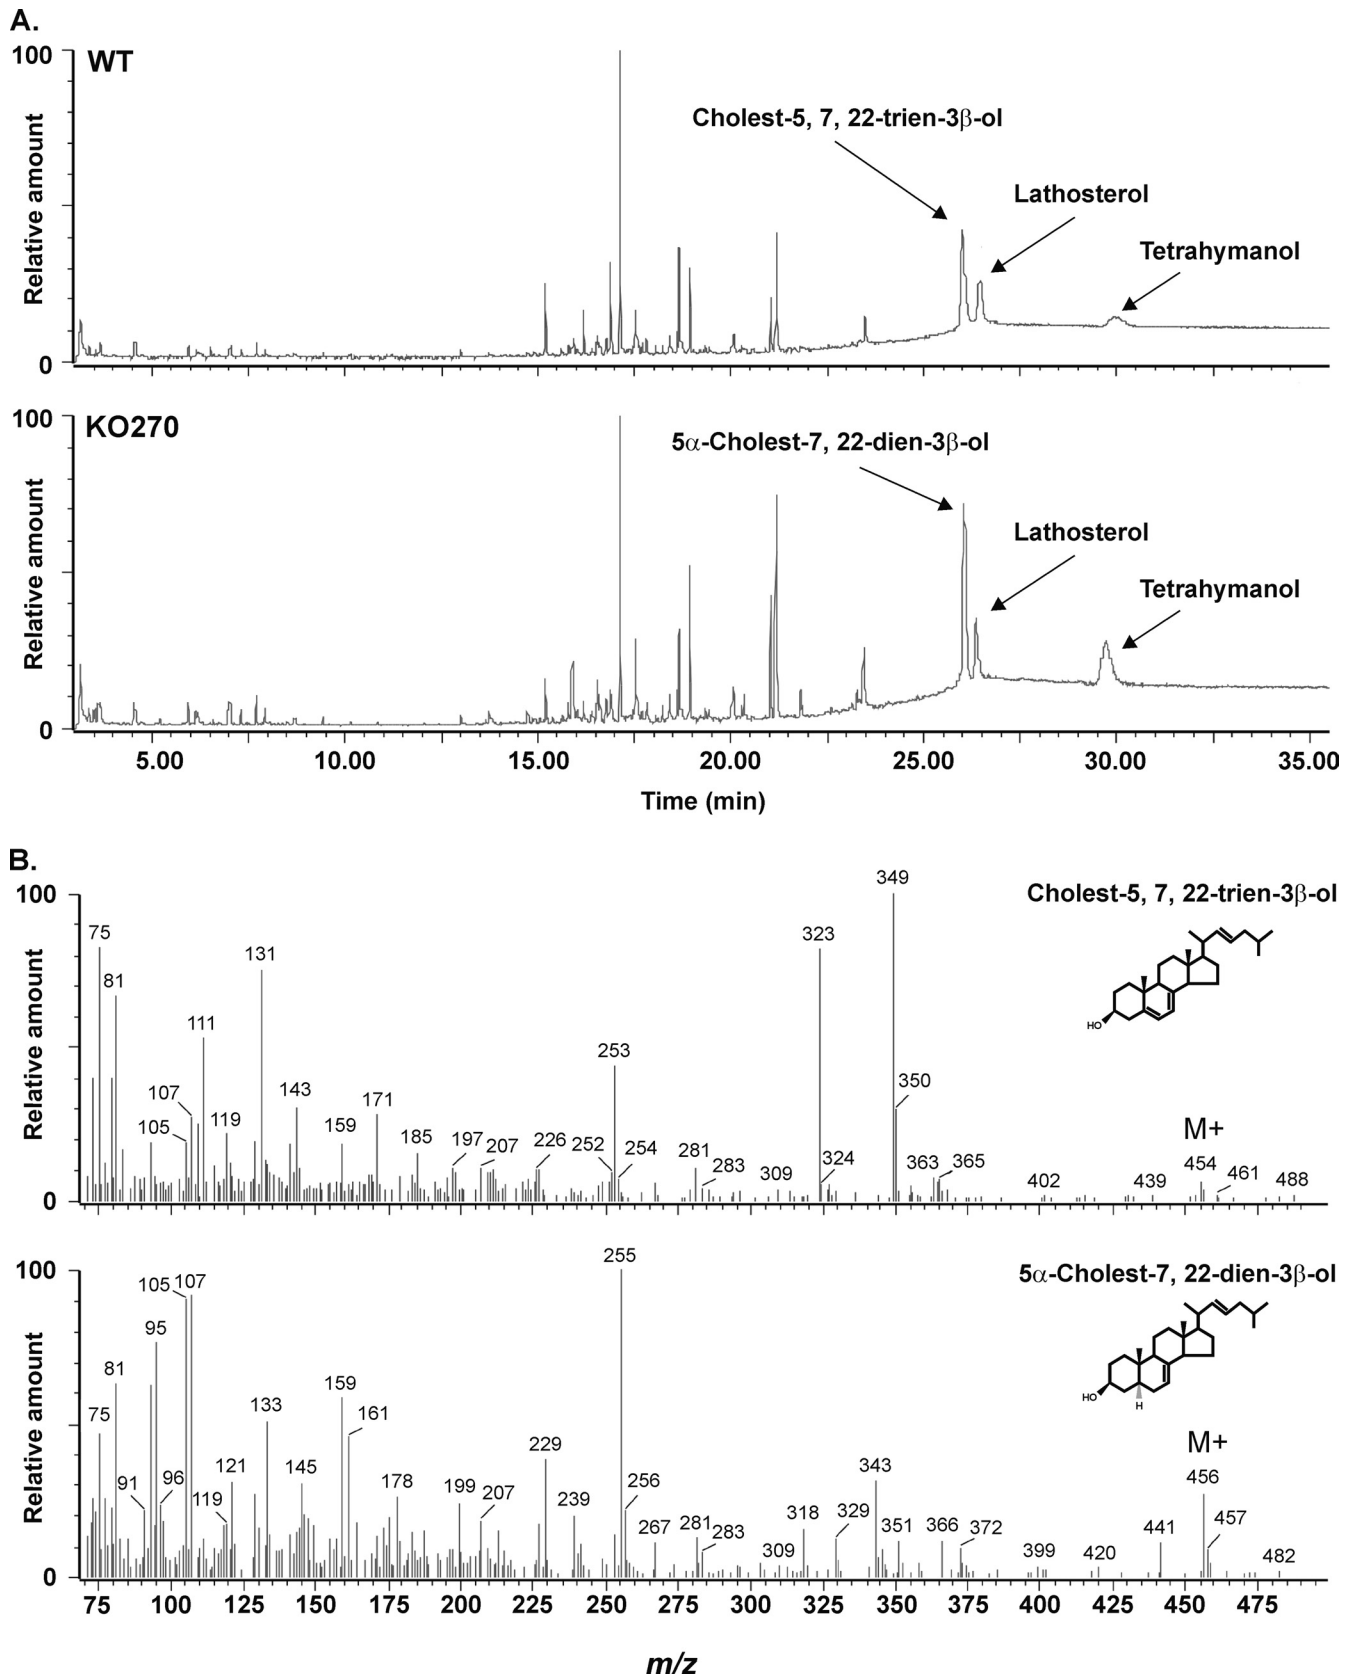 A.
100
WT
Cholest-5, 7, 22-trien-3β-ol
Lathosterol
Tetrahymanol
Relative amount
0
100
KO270
5α-Cholest-7, 22-dien-3β-ol
Lathosterol
Tetrahymanol
Relative amount
0
5.00 10.00 15.00 20.00 25.00 30.00 35.00
Time (min)
B.
100
Cholest-5, 7, 22-trien-3β-ol
HO
M+
Relative amount
75 81 105 107 111 119 131 143 159 171 185 197 207 226 252 253 254 281 283 309 323 324 349 350 363 365 402 439 454 461 488
0
100
5α-Cholest-7, 22-dien-3β-ol
HO
H
M+
Relative amount
75 81 91 95 96 105 107 119 121 133 145 159 161 178 199 207 229 239 255 256 267 281 283 309 318 329 343 351 366 372 399 420 441 456 457 482
0
75 100 125 150 175 200 225 250 275 300 325 350 375 400 425 450 475
m/z